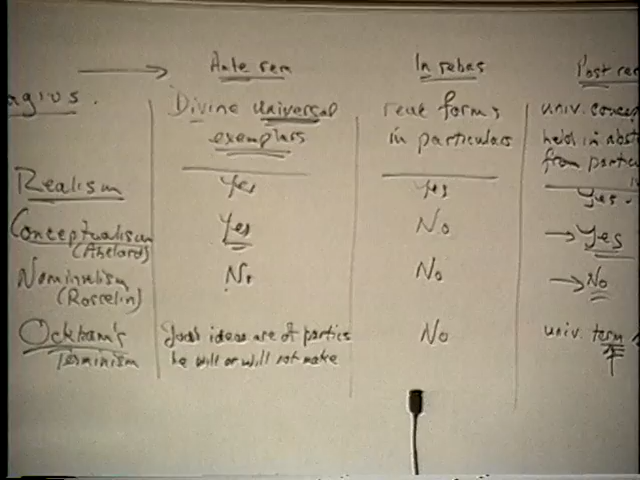 Ante rem In rebus Post re
agius. Divine universal real forms univ. concep
exemplars in particulars held in abst
from particu
Realism Yes Yes Yes.
Conceptualism Yes No → Yes
(Abelard)
Nominalism No No → No
(Roscelin)
Ockham's God's ideas are of partics No univ. term
Terminism he will or will not make